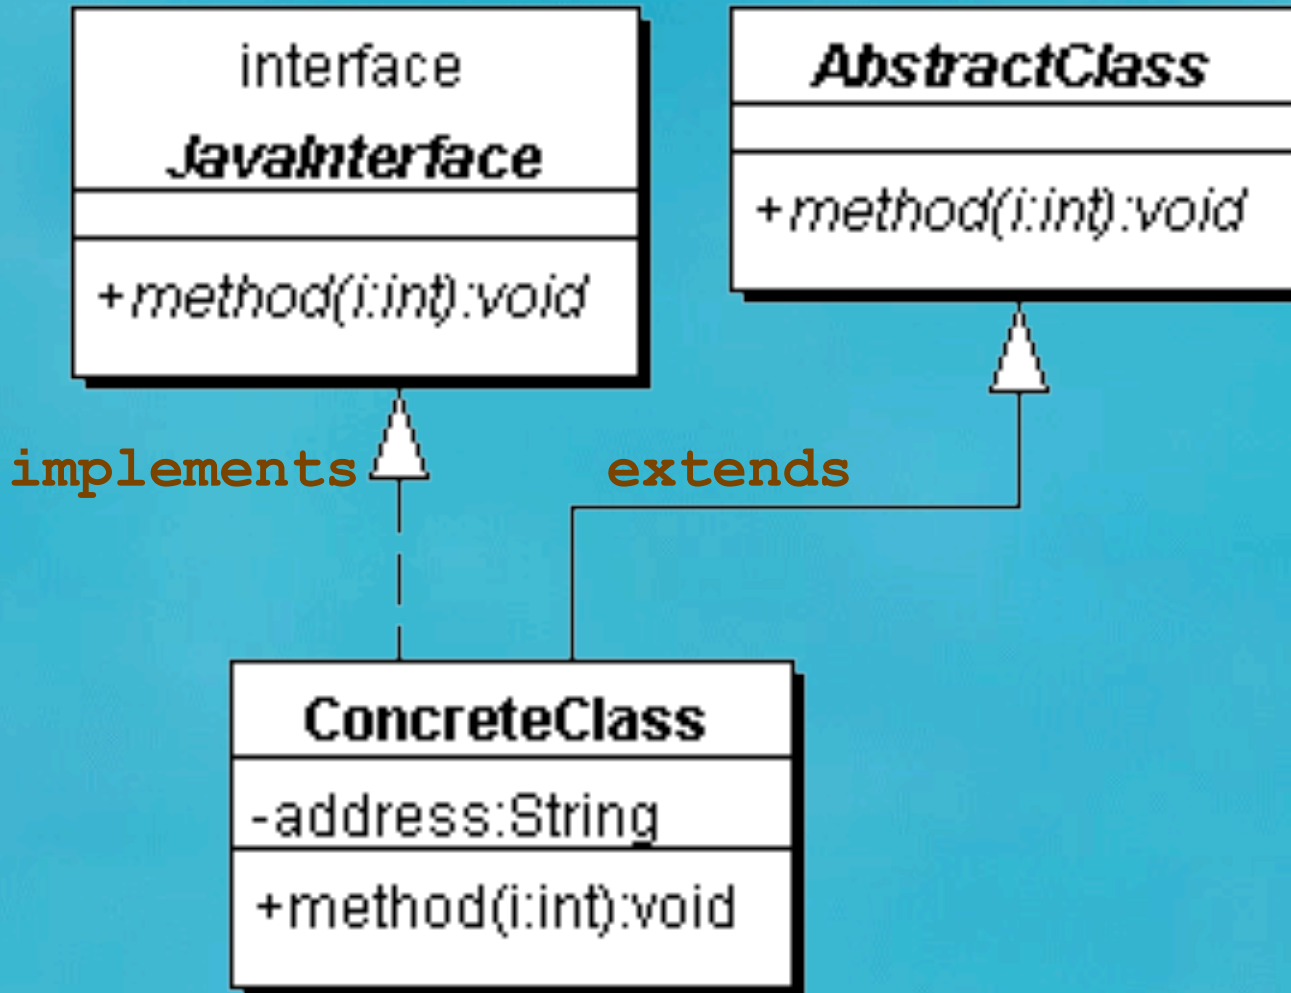 interface
JavaInterface
+method(i:int):void
AbstractClass
+method(i:int):void
implements
extends
ConcreteClass
-address:String
+method(i:int):void